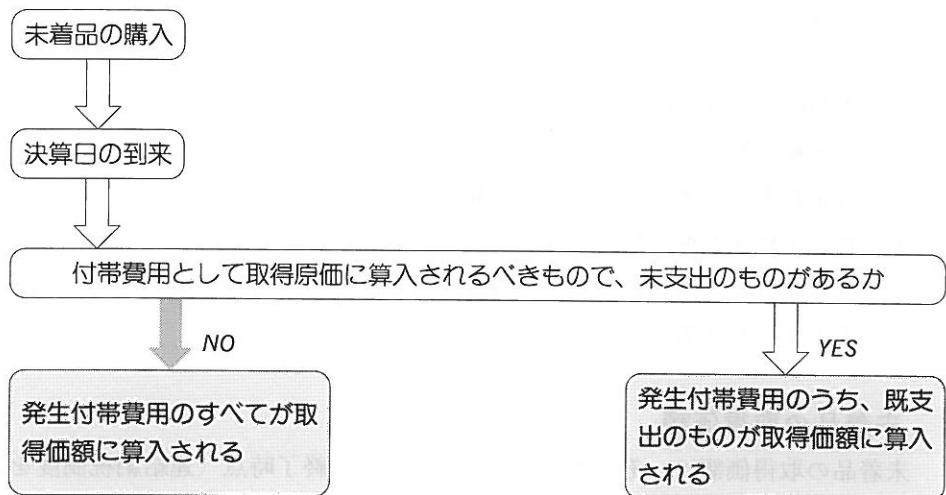 未着品の購入
決算日の到来
付帯費用として取得原価に算入されるべきもので、未支出のものがあるか
NO
YES
発生付帯費用のすべてが取
得価額に算入される
発生付帯費用のうち、既支
出のものが取得価額に算入
される